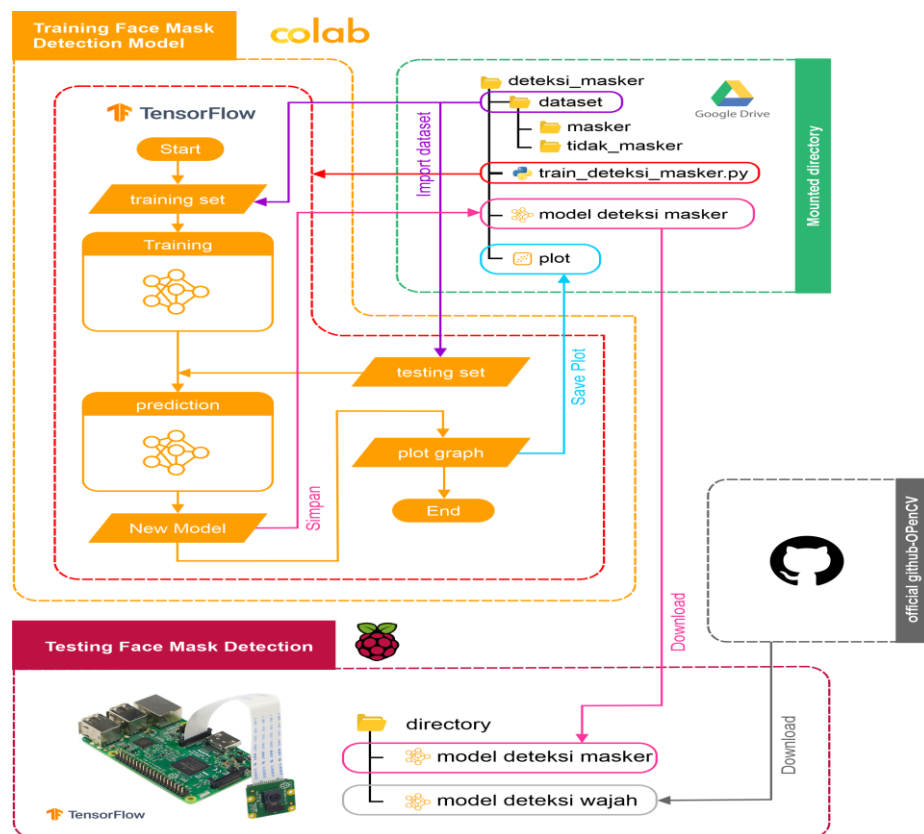 Training Face Mask
Detection Model
colab
TensorFlow
Start
training set
Training
prediction
New Model
testing set
plot graph
End
Import dataset
Simpan
Save Plot
deteksi_masker
dataset
masker
tidak_masker
train_deteksi_masker.py
model deteksi masker
plot
Google Drive
Mounted directory
official github-OPenCV
Download
Download
Testing Face Mask Detection
directory
model deteksi masker
model deteksi wajah
TensorFlow